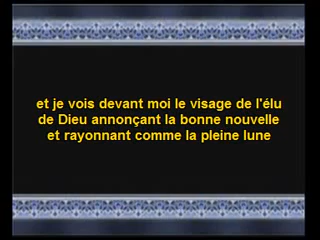 et je vois devant moi le visage de l'élu
de Dieu annonçant la bonne nouvelle
et rayonnant comme la pleine lune